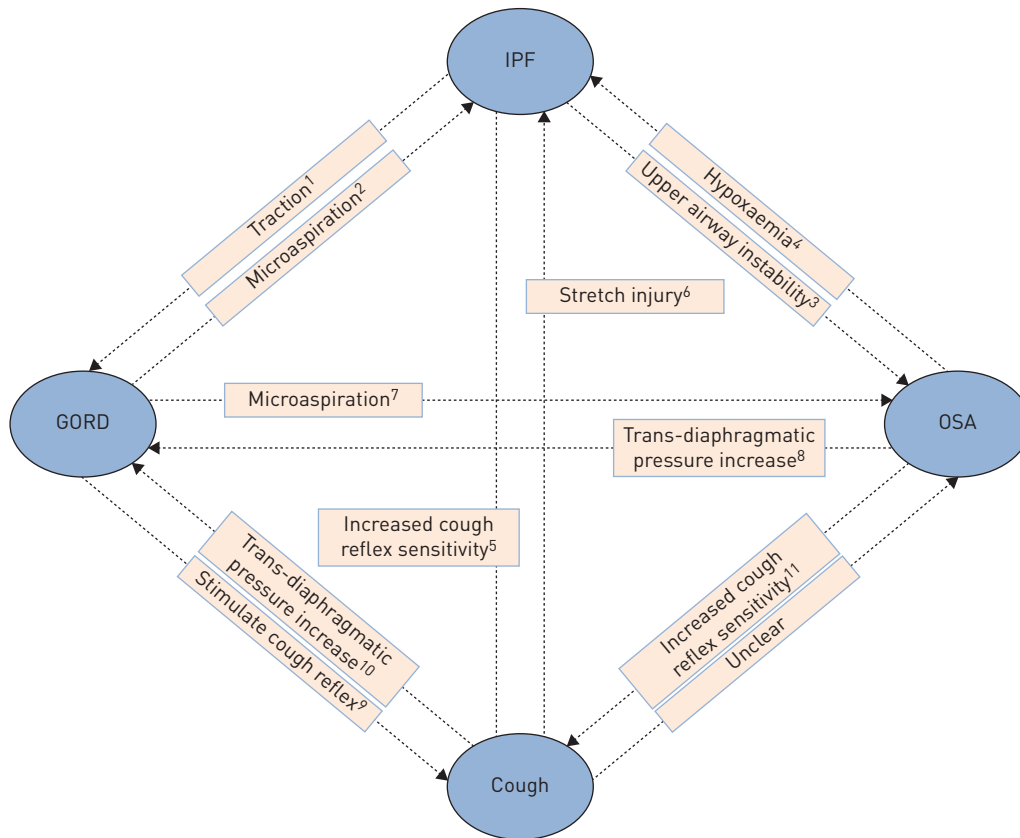 IPF
Traction¹
Microaspiration²
Hypoxaemia⁴
Upper airway instability³
Stretch injury⁶
GORD
Microaspiration⁷
OSA
Trans-diaphragmatic
pressure increase⁸
Increased cough
reflex sensitivity⁵
Trans-diaphragmatic
pressure increase¹⁰
Stimulate cough reflex⁹
Increased cough
reflex sensitivity¹¹
Unclear
Cough